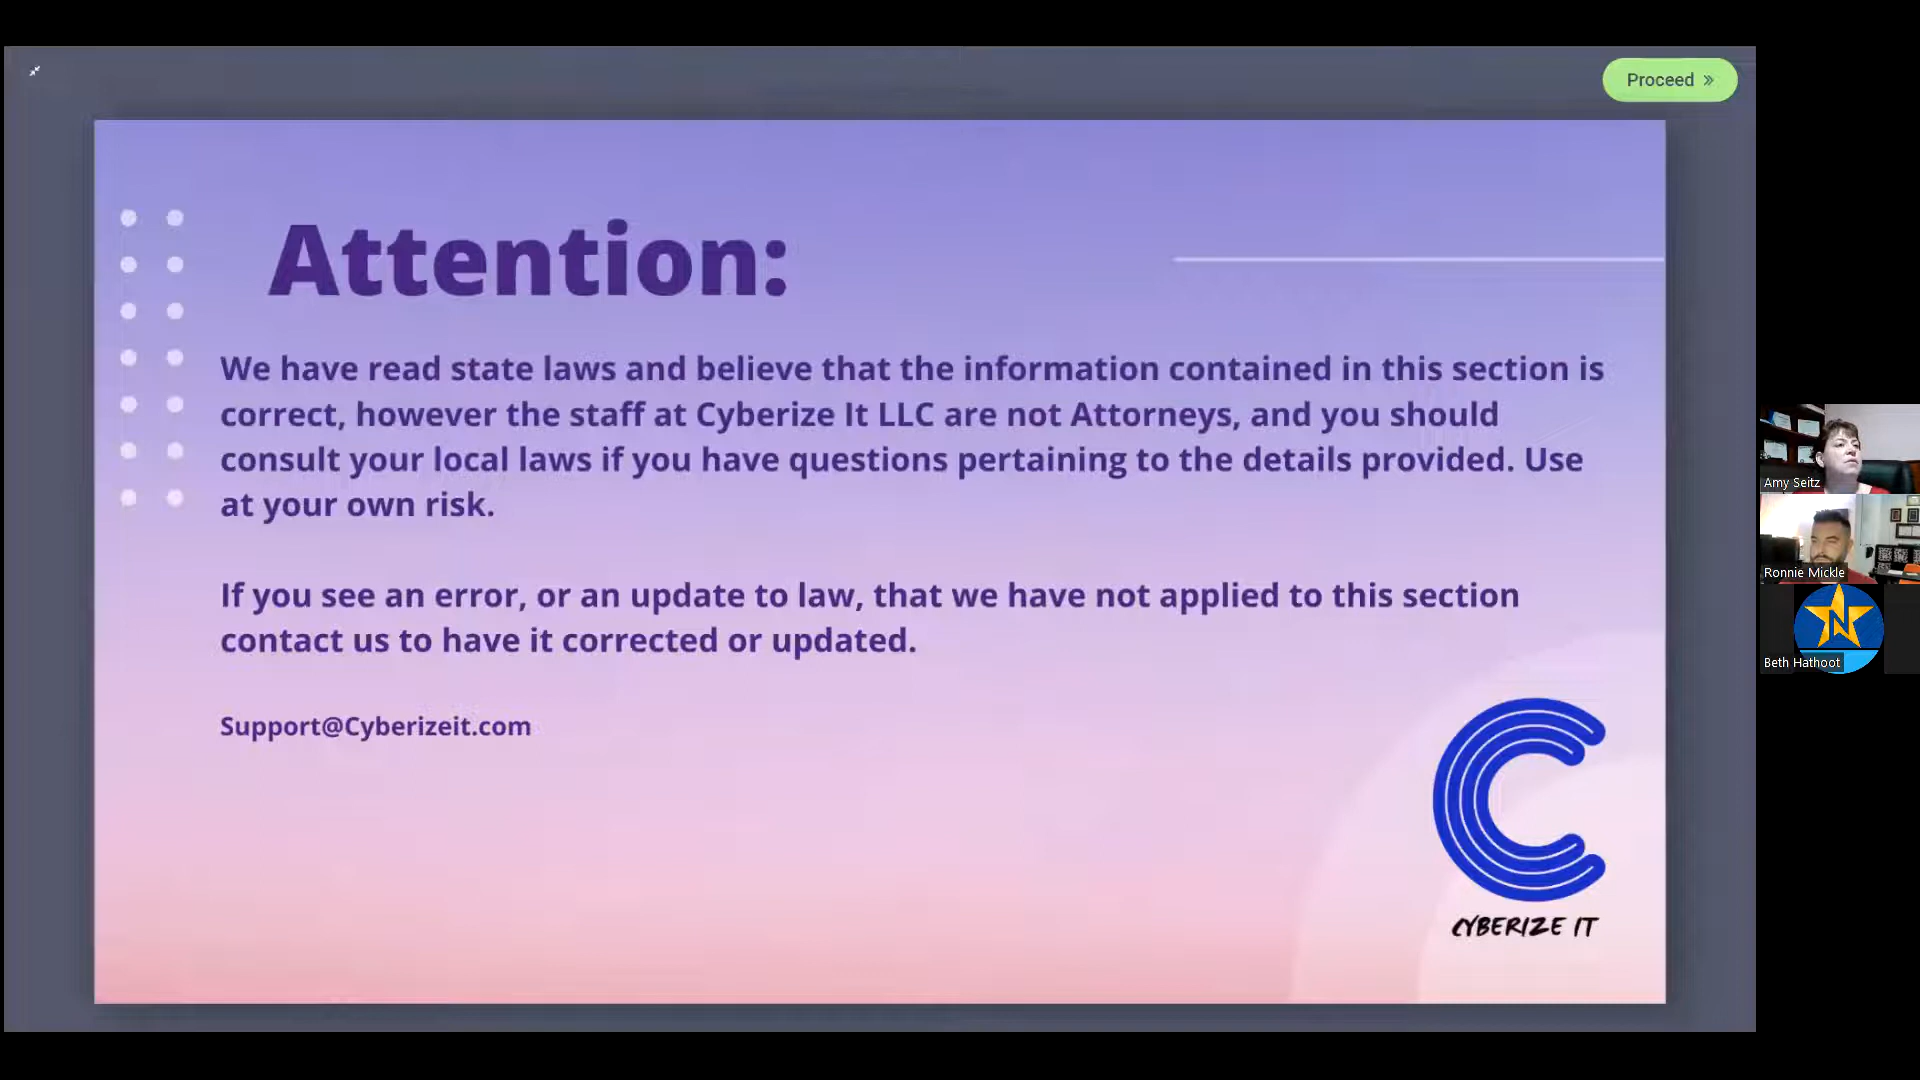 Proceed »
Attention:
We have read state laws and believe that the information contained in this section is
correct, however the staff at Cyberize It LLC are not Attorneys, and you should
consult your local laws if you have questions pertaining to the details provided. Use
at your own risk.
If you see an error, or an update to law, that we have not applied to this section
contact us to have it corrected or updated.
Support@Cyberizeit.com
CYBERIZE IT
Amy Seitz
Ronnie Mickle
N
Beth Hathoot